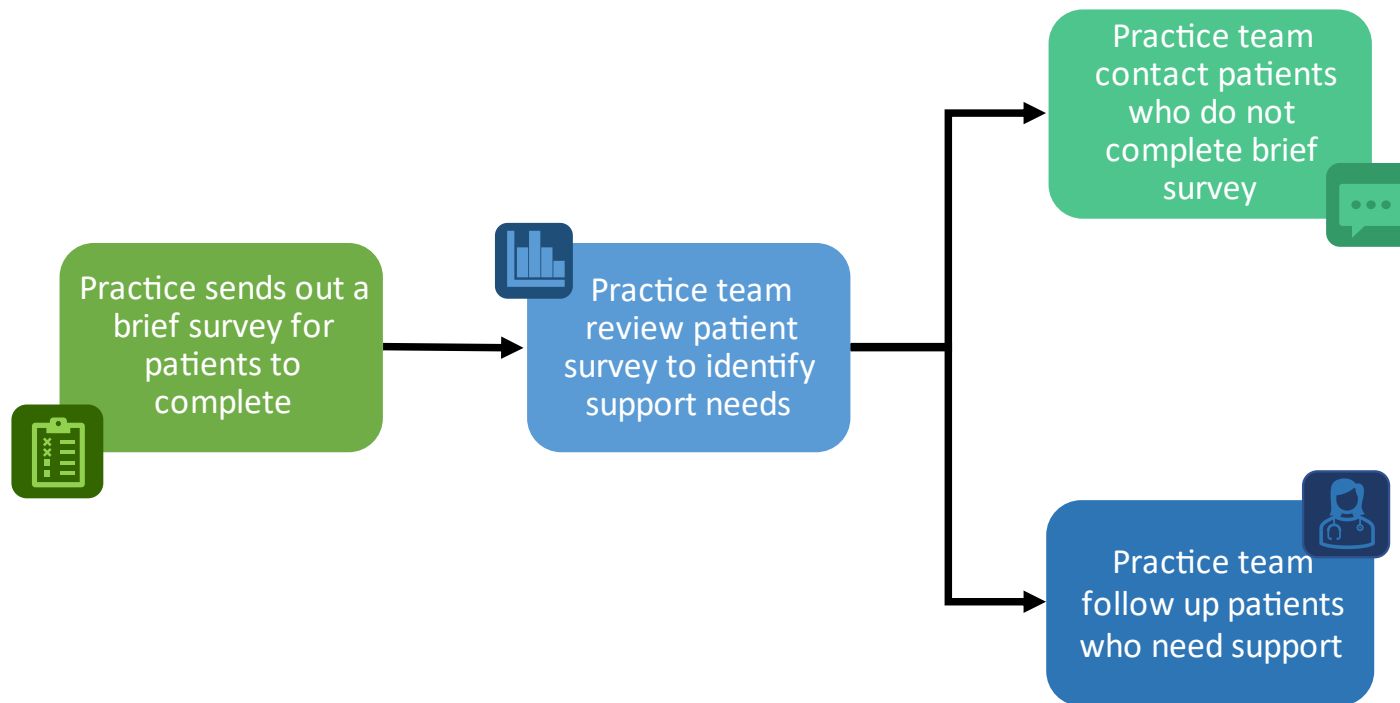 Practice sends out a
brief survey for
patients to
complete
Practice team
review patient
survey to identify
support needs
Practice team
contact patients
who do not
complete brief
survey
Practice team
follow up patients
who need support